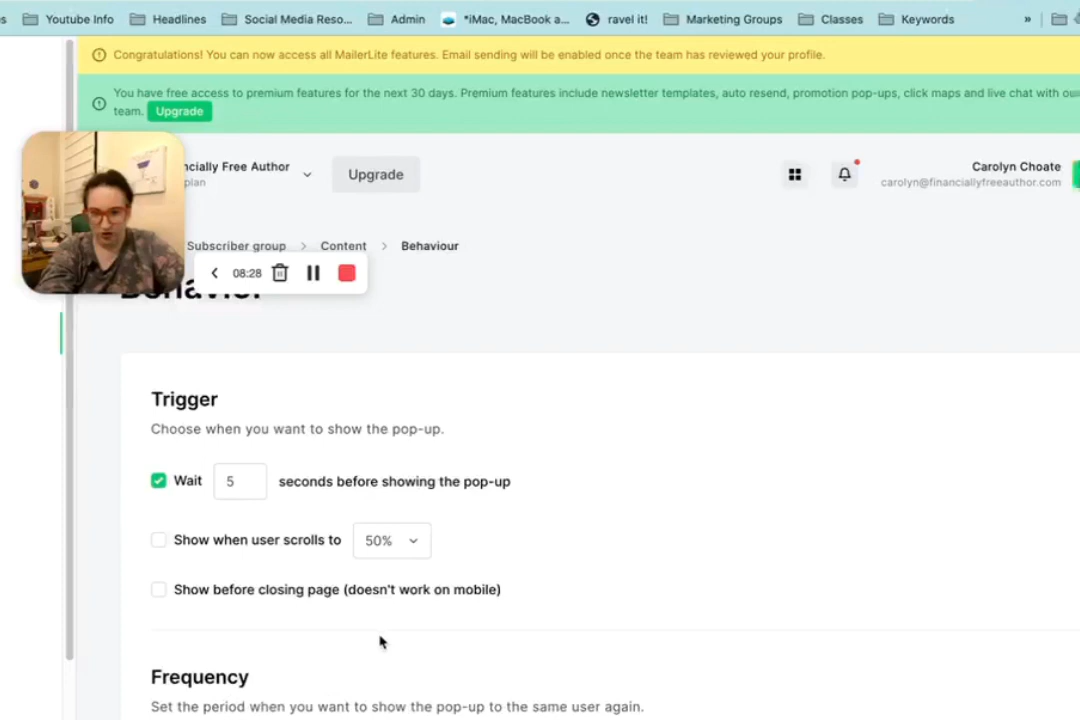 Youtube Info Headlines Social Media Reso... Admin *iMac, MacBook a... ravel it! Marketing Groups Classes Keywords »
Congratulations! You can now access all MailerLite features. Email sending will be enabled once the team has reviewed your profile.
You have free access to premium features for the next 30 days. Premium features include newsletter templates, auto resend, promotion pop-ups, click maps and live chat with our
team. Upgrade
ncially Free Author
plan
Upgrade
Carolyn Choate
carolyn@financiallyfreeauthor.com
Subscriber group > Content > Behaviour
08:28
Behavior
Trigger
Choose when you want to show the pop-up.
Wait 5 seconds before showing the pop-up
Show when user scrolls to 50%
Show before closing page (doesn't work on mobile)
Frequency
Set the period when you want to show the pop-up to the same user again.